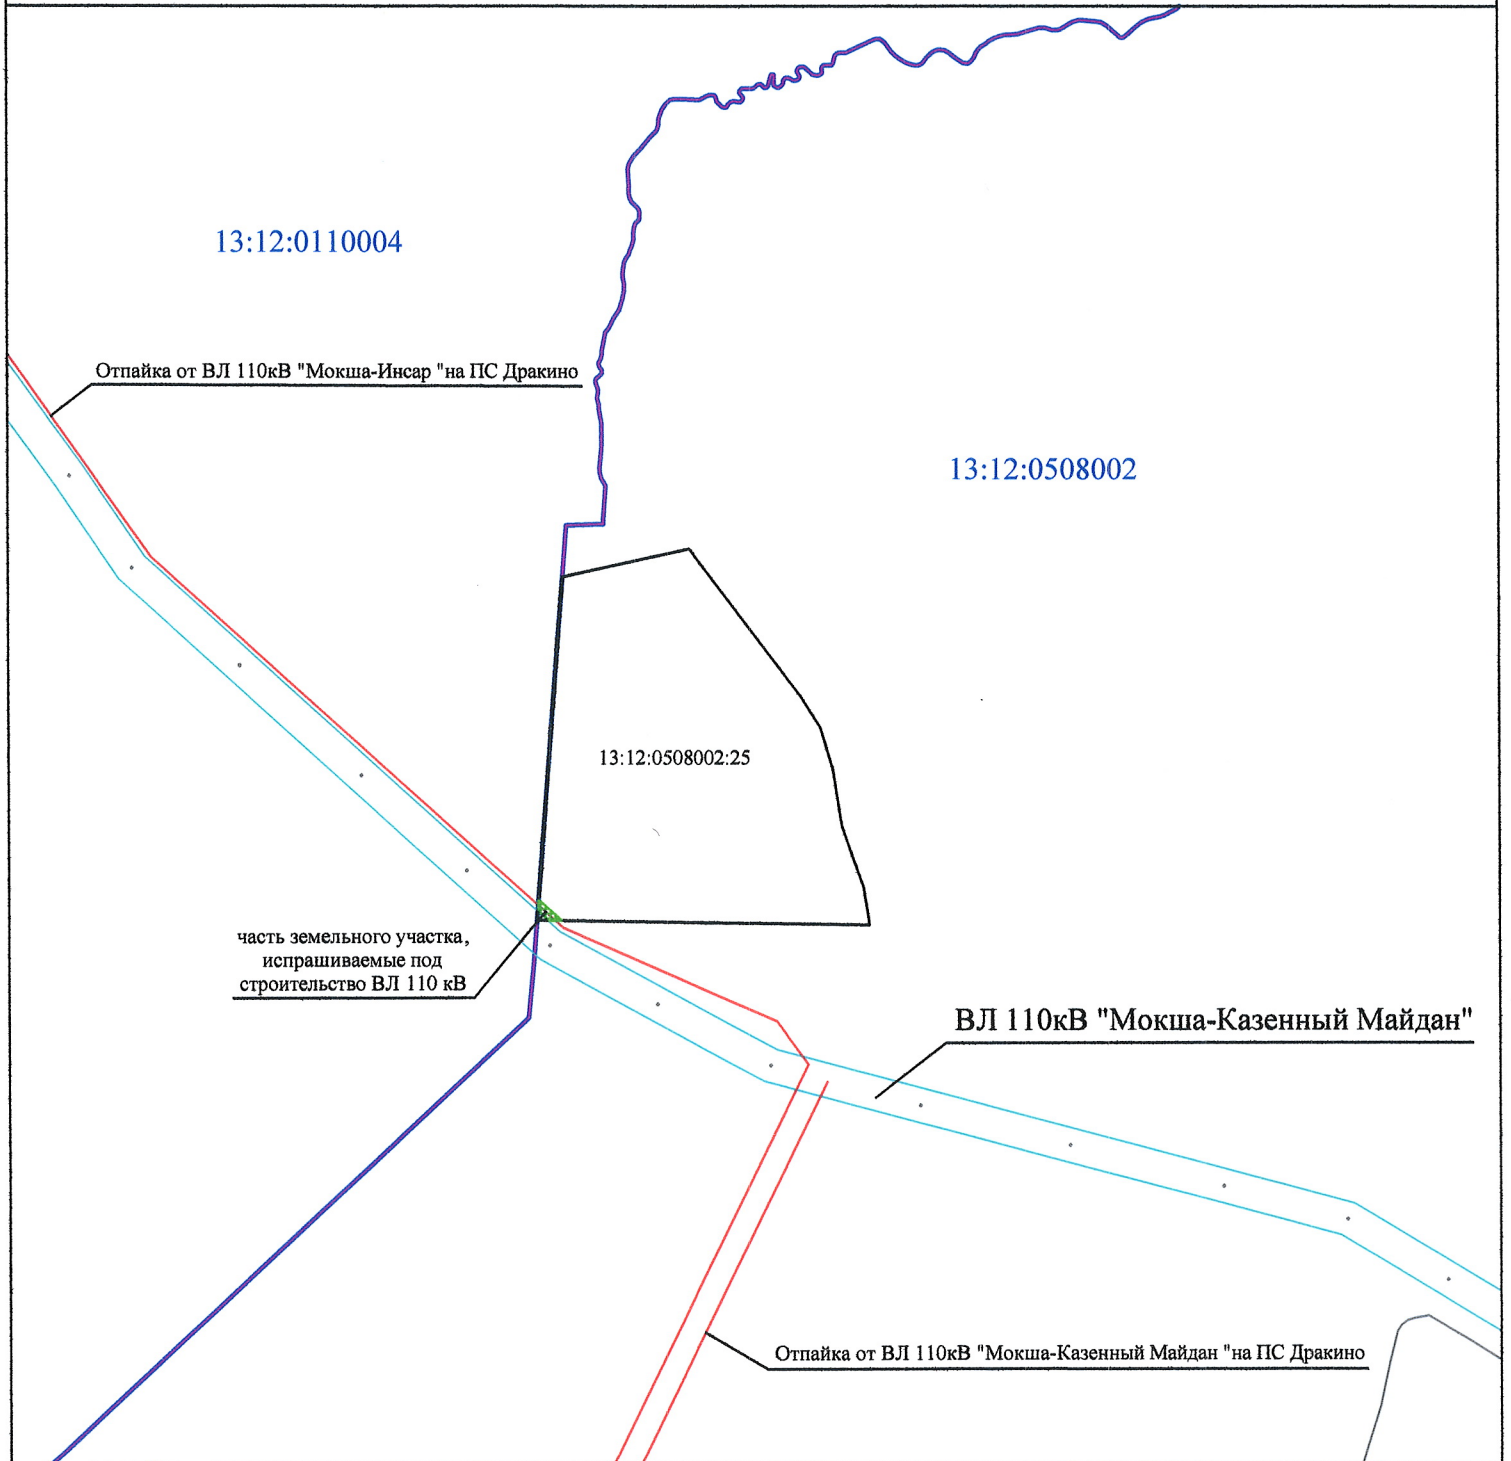 13:12:0110004
Отпайка от ВЛ 110кВ "Мокша-Инсар "на ПС Дракино
13:12:0508002
13:12:0508002:25
часть земельного участка,
испрашиваемые под
строительство ВЛ 110 кВ
ВЛ 110кВ "Мокша-Казенный Майдан"
Отпайка от ВЛ 110кВ "Мокша-Казенный Майдан "на ПС Дракино